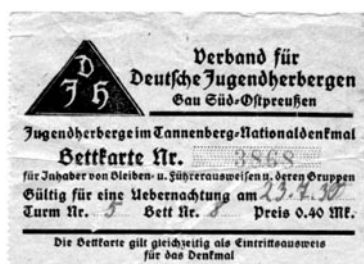 D
J H
Verband für
Deutsche Jugendherbergen
Gau Süd-Ostpreußen
Jugendherberge im Tannenberg-Nationaldenkmal
Bettkarte Nr. 3868
für Inhaber von Bleiben- u. Führerausweisen u. deren Gruppen
Gültig für eine Uebernachtung am 23.7.30
Turm Nr. 5 Bett Nr. 8 Preis 0.40 Mk.
Die Bettkarte gilt gleichzeitig als Eintrittsausweis
für das Denkmal